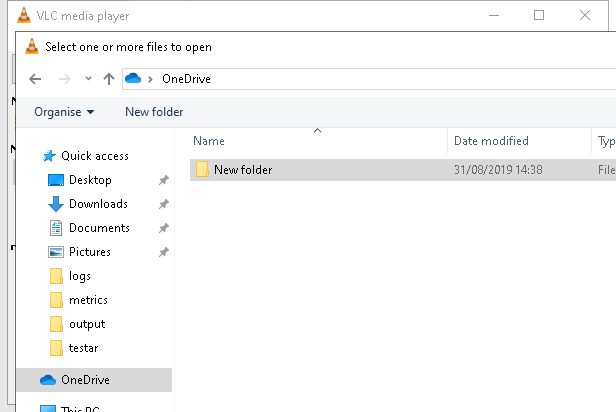 VLC media player
Select one or more files to open
OneDrive
Organise New folder
Name Date modified Typ
Quick access
New folder 31/08/2019 14:38 File
Desktop
Downloads
Documents
Pictures
logs
metrics
output
testar
OneDrive
This PC